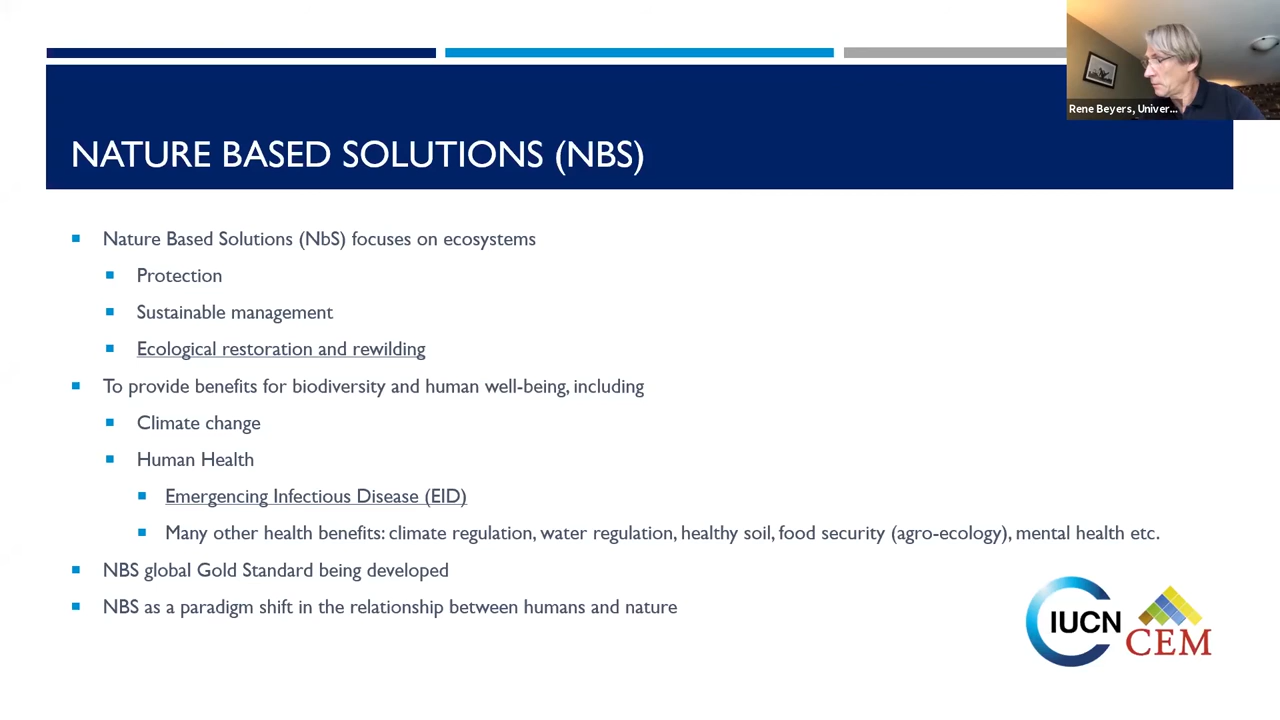 Rene Beyers, Univer...
NATURE BASED SOLUTIONS (NBS)
Nature Based Solutions (NbS) focuses on ecosystems
Protection
Sustainable management
Ecological restoration and rewilding
To provide benefits for biodiversity and human well-being, including
Climate change
Human Health
Emergencing Infectious Disease (EID)
Many other health benefits: climate regulation, water regulation, healthy soil, food security (agro-ecology), mental health etc.
NBS global Gold Standard being developed
NBS as a paradigm shift in the relationship between humans and nature
IUCN
CEM